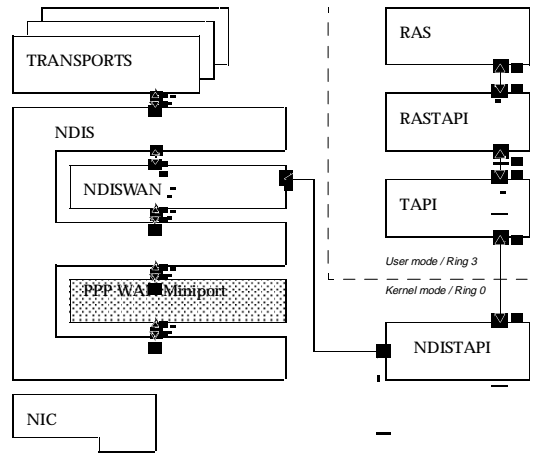 TRANSPORTS
NDIS
NDISWAN
PPP WAN Miniport
NIC
RAS
RASTAPI
TAPI
User mode / Ring 3
Kernel mode / Ring 0
NDISTAPI